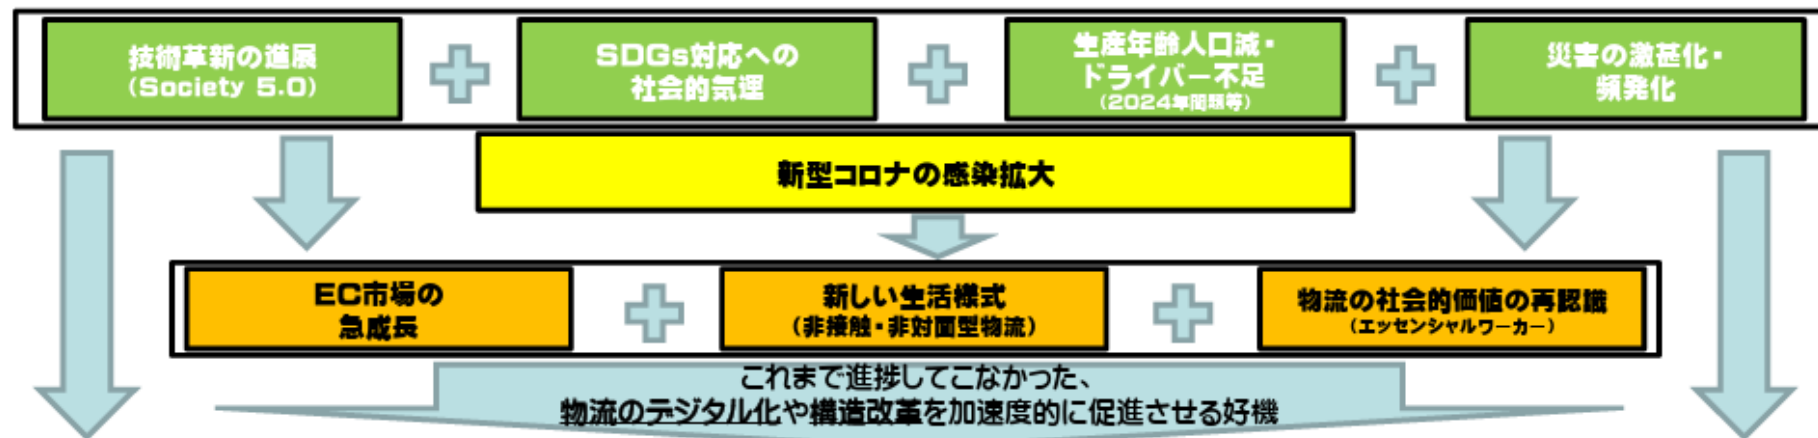 技術革新の進展
(Society 5.0)
SDGs対応への
社会的気運
生産年齢人口減・
ドライバー不足
(2024年問題等)
災害の激甚化・
頻発化
新型コロナの感染拡大
EC市場の
急成長
新しい生活様式
(非接触・非対面型物流)
物流の社会的価値の再認識
(エッセンシャルワーカー)
これまで進捗してこなかった、
物流のデジタル化や構造改革を加速度的に促進させる好機